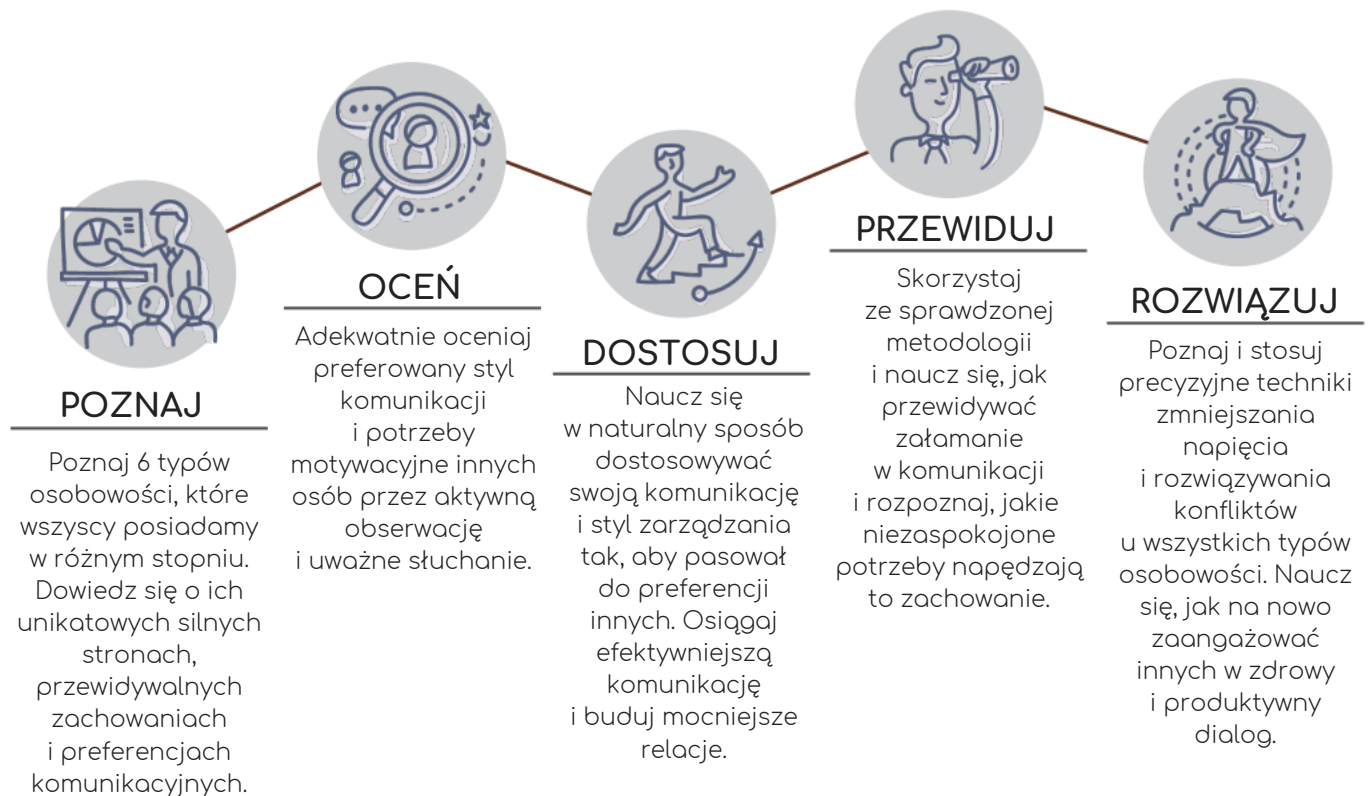 POZNAJ
Poznaj 6 typów
osobowości, które
wszyscy posiadamy
w różnym stopniu.
Dowiedz się o ich
unikatowych silnych
stronach,
przewidywalnych
zachowaniach
i preferencjach
komunikacyjnych.
OCEŃ
Adekwatnie oceniaj
preferowany styl
komunikacji
i potrzeby
motywacyjne innych
osób przez aktywną
obserwację
i uważne słuchanie.
DOSTOSUJ
Naucz się
w naturalny sposób
dostosowywać
swoją komunikację
i styl zarządzania
tak, aby pasował
do preferencji
innych. Osiągaj
efektywniejszą
komunikację
i buduj mocniejsze
relacje.
PRZEWIDUJ
Skorzystaj
ze sprawdzonej
metodologii
i naucz się, jak
przewidywać
załamanie
w komunikacji
i rozpoznaj, jakie
niezaspokojone
potrzeby napędzają
to zachowanie.
ROZWIĄZUJ
Poznaj i stosuj
precyzyjne techniki
zmniejszania
napięcia
i rozwiązywania
konfliktów
u wszystkich typów
osobowości. Naucz
się, jak na nowo
zaangażować
innych w zdrowy
i produktywny
dialog.